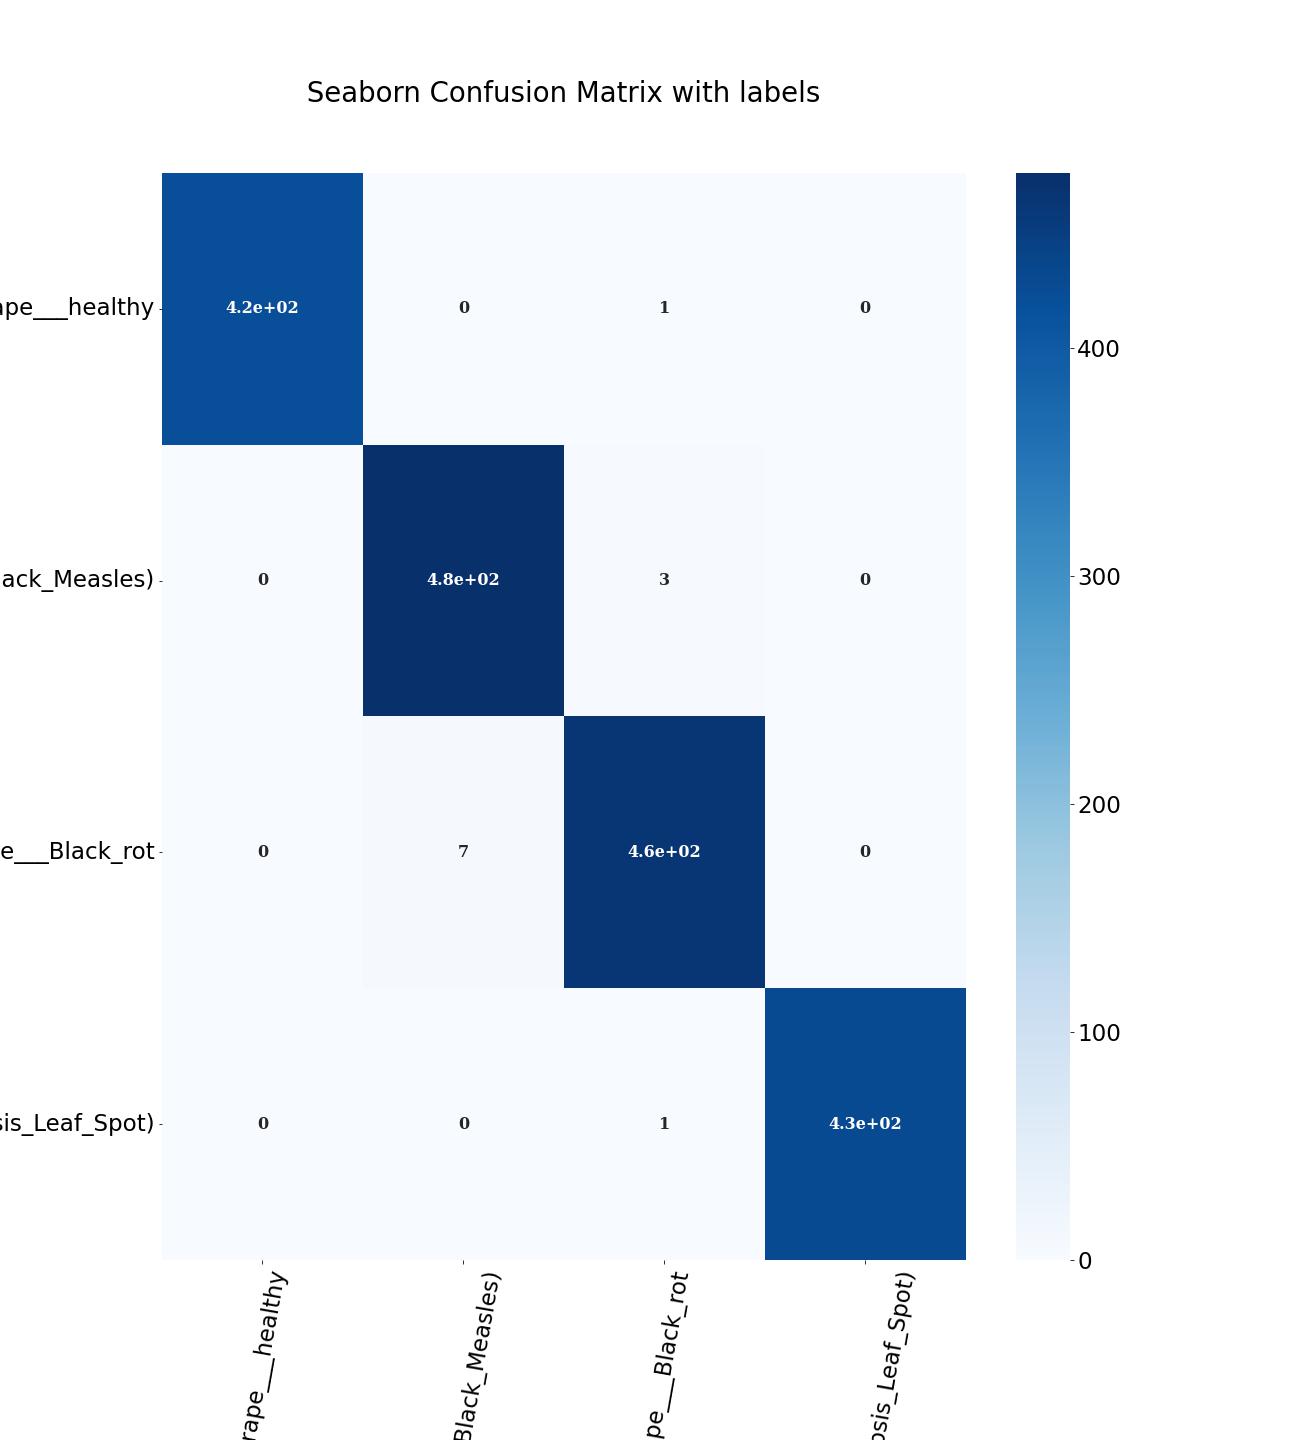 Seaborn Confusion Matrix with labels
ape___healthy 4.2e+02 0 1 0
400
300
ack_Measles) 0 4.8e+02 3 0
200
e___Black_rot 0 7 4.6e+02 0
100
sis_Leaf_Spot) 0 0 1 4.3e+02
0
rape___healthy
Black_Measles)
pe___Black_rot
osis_Leaf_Spot)